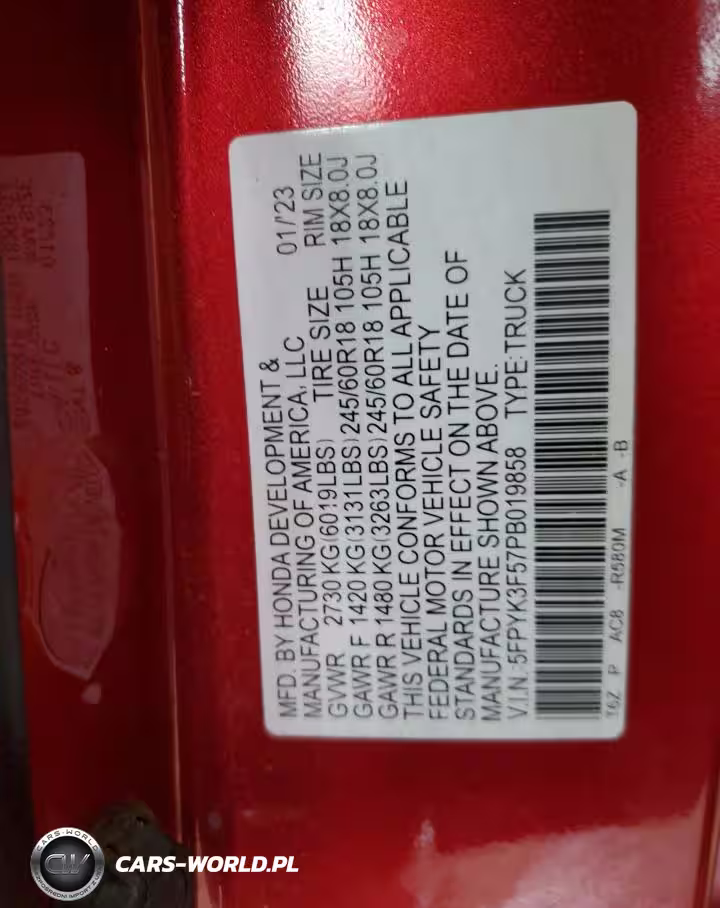 MFD. BY HONDA DEVELOPMENT &
MANUFACTURING OF AMERICA, LLC 01/'23
GVWR 2730 KG(6019LBS) TIRE SIZE RIM SIZE
GAWR F 1420 KG(3131LBS) 245/60R18 105H 18X8.0J
GAWR R 1480 KG(3263LBS) 245/60R18 105H 18X8.0J
THIS VEHICLE CONFORMS TO ALL APPLICABLE
FEDERAL MOTOR VEHICLE SAFETY
STANDARDS IN EFFECT ON THE DATE OF
MANUFACTURE SHOWN ABOVE.
V.I.N.:5FPYK3F57PB019858 TYPE:TRUCK
T6Z P AC8 -R580M -A -B
CARS-WORLD
CW
CARS-WORLD.PL